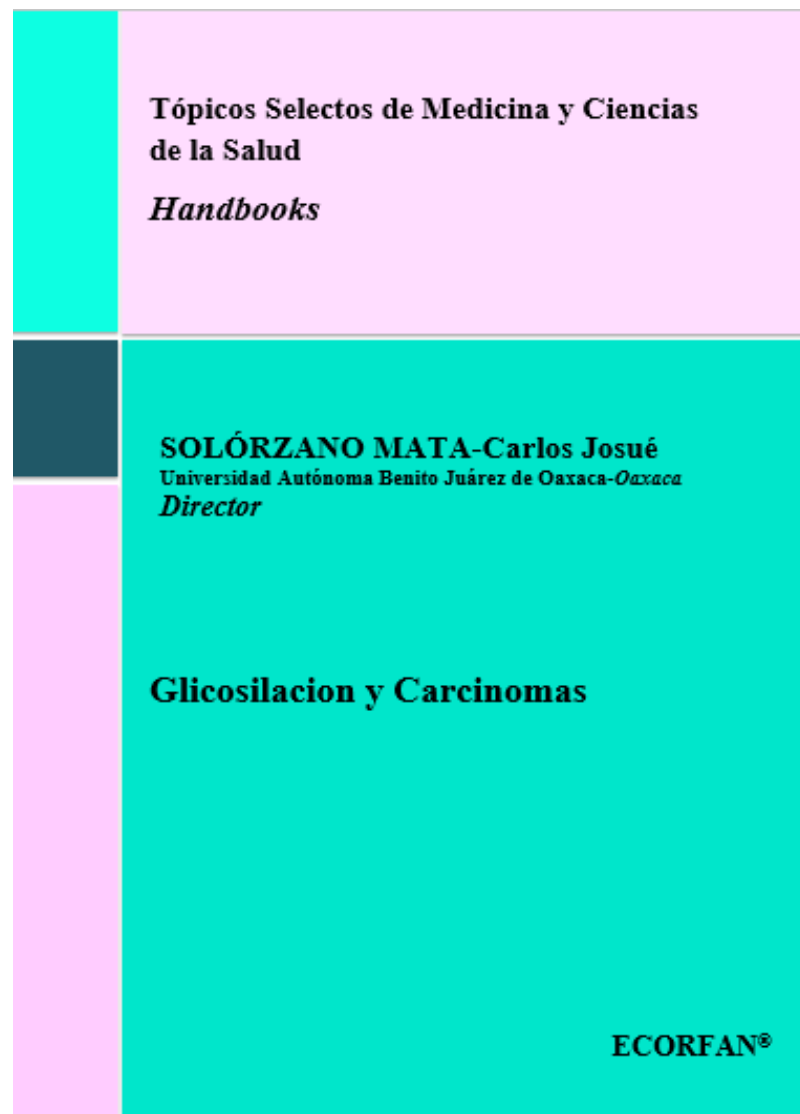 Tópicos Selectos de Medicina y Ciencias
de la Salud
Handbooks
SOLÓRZANO MATA-Carlos Josué
Universidad Autónoma Benito Juárez de Oaxaca-Oaxaca
Director
Glicosilacion y Carcinomas
ECORFAN®